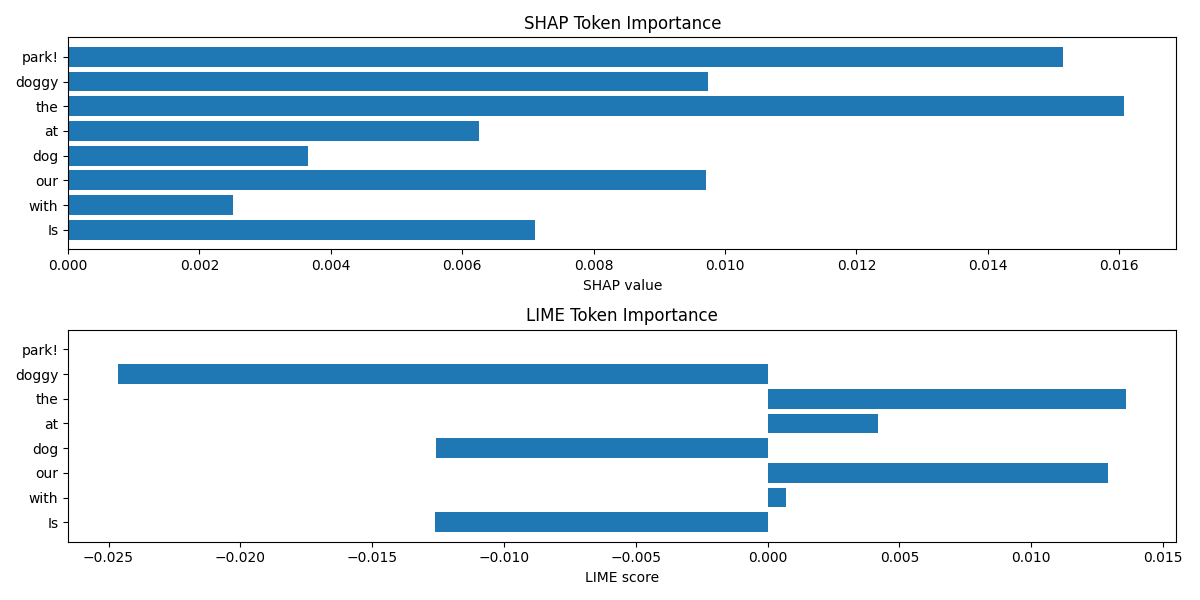 SHAP Token Importance
park!
doggy
the
at
dog
our
with
Is
0.000 0.002 0.004 0.006 0.008 0.010 0.012 0.014 0.016
SHAP value
LIME Token Importance
park!
doggy
the
at
dog
our
with
Is
−0.025 −0.020 −0.015 −0.010 −0.005 0.000 0.005 0.010 0.015
LIME score